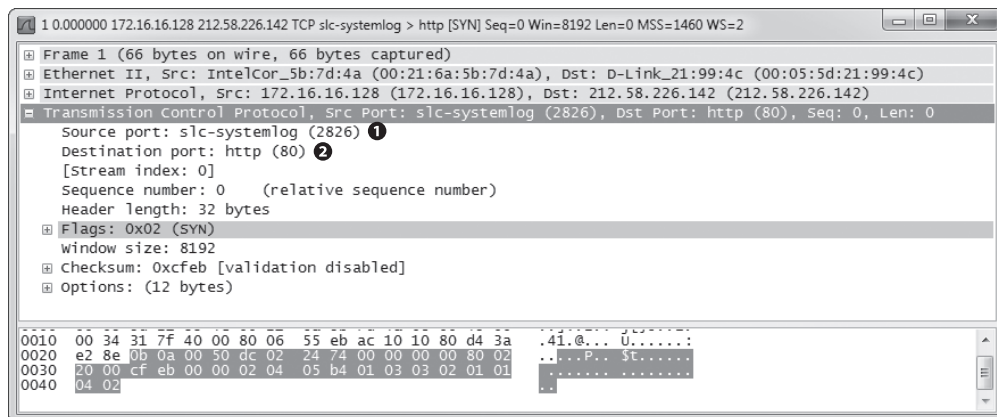 1 0.000000 172.16.16.128 212.58.226.142 TCP slc-systemlog > http [SYN] Seq=0 Win=8192 Len=0 MSS=1460 WS=2
Frame 1 (66 bytes on wire, 66 bytes captured)
Ethernet II, Src: IntelCor_5b:7d:4a (00:21:6a:5b:7d:4a), Dst: D-Link_21:99:4c (00:05:5d:21:99:4c)
Internet Protocol, Src: 172.16.16.128 (172.16.16.128), Dst: 212.58.226.142 (212.58.226.142)
Transmission Control Protocol, Src Port: slc-systemlog (2826), Dst Port: http (80), Seq: 0, Len: 0
Source port: slc-systemlog (2826) ❶
Destination port: http (80) ❷
[Stream index: 0]
Sequence number: 0 (relative sequence number)
Header length: 32 bytes
Flags: 0x02 (SYN)
Window size: 8192
Checksum: 0xcfeb [validation disabled]
Options: (12 bytes)
0010 00 34 31 7f 40 00 80 06 55 eb ac 10 10 80 d4 3a .41.@... U......:
0020 e2 8e 0b 0a 00 50 dc 02 24 74 00 00 00 00 80 02 .....P.. $t......
0030 20 00 cf eb 00 00 02 04 05 b4 01 03 03 02 01 01 ....... ........
0040 04 02 ..